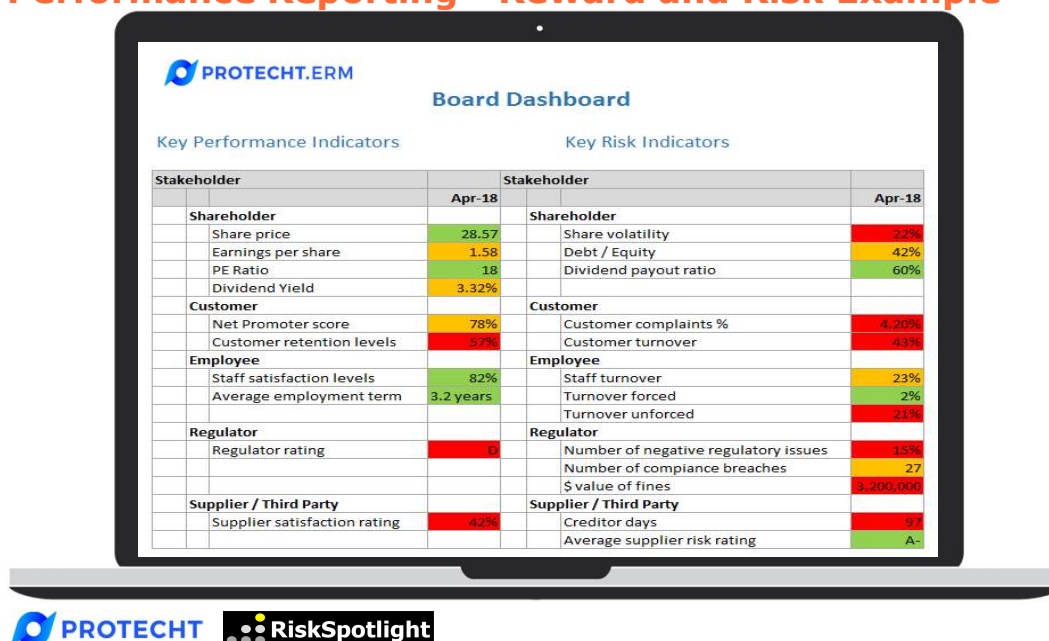 Performance Reporting - Reward and Risk Example
PROTECHT.ERM
Board Dashboard
Key Performance Indicators Key Risk Indicators
Stakeholder Stakeholder
Apr-18 Apr-18
Shareholder Shareholder
Share price 28.57 Share volatility 22%
Earnings per share 1.58 Debt / Equity 42%
PE Ratio 18 Dividend payout ratio 60%
Dividend Yield 3.32%
Customer Customer
Net Promoter score 78% Customer complaints % 4.20%
Customer retention levels 57% Customer turnover 43%
Employee Employee
Staff satisfaction levels 82% Staff turnover 23%
Average employment term 3.2 years Turnover forced 2%
Turnover unforced 21%
Regulator Regulator
Regulator rating D Number of negative regulatory issues 15%
Number of compiance breaches 27
$ value of fines 3,200,000
Supplier / Third Party Supplier / Third Party
Supplier satisfaction rating 42% Creditor days 97
Average supplier risk rating A-
PROTECHT RiskSpotlight